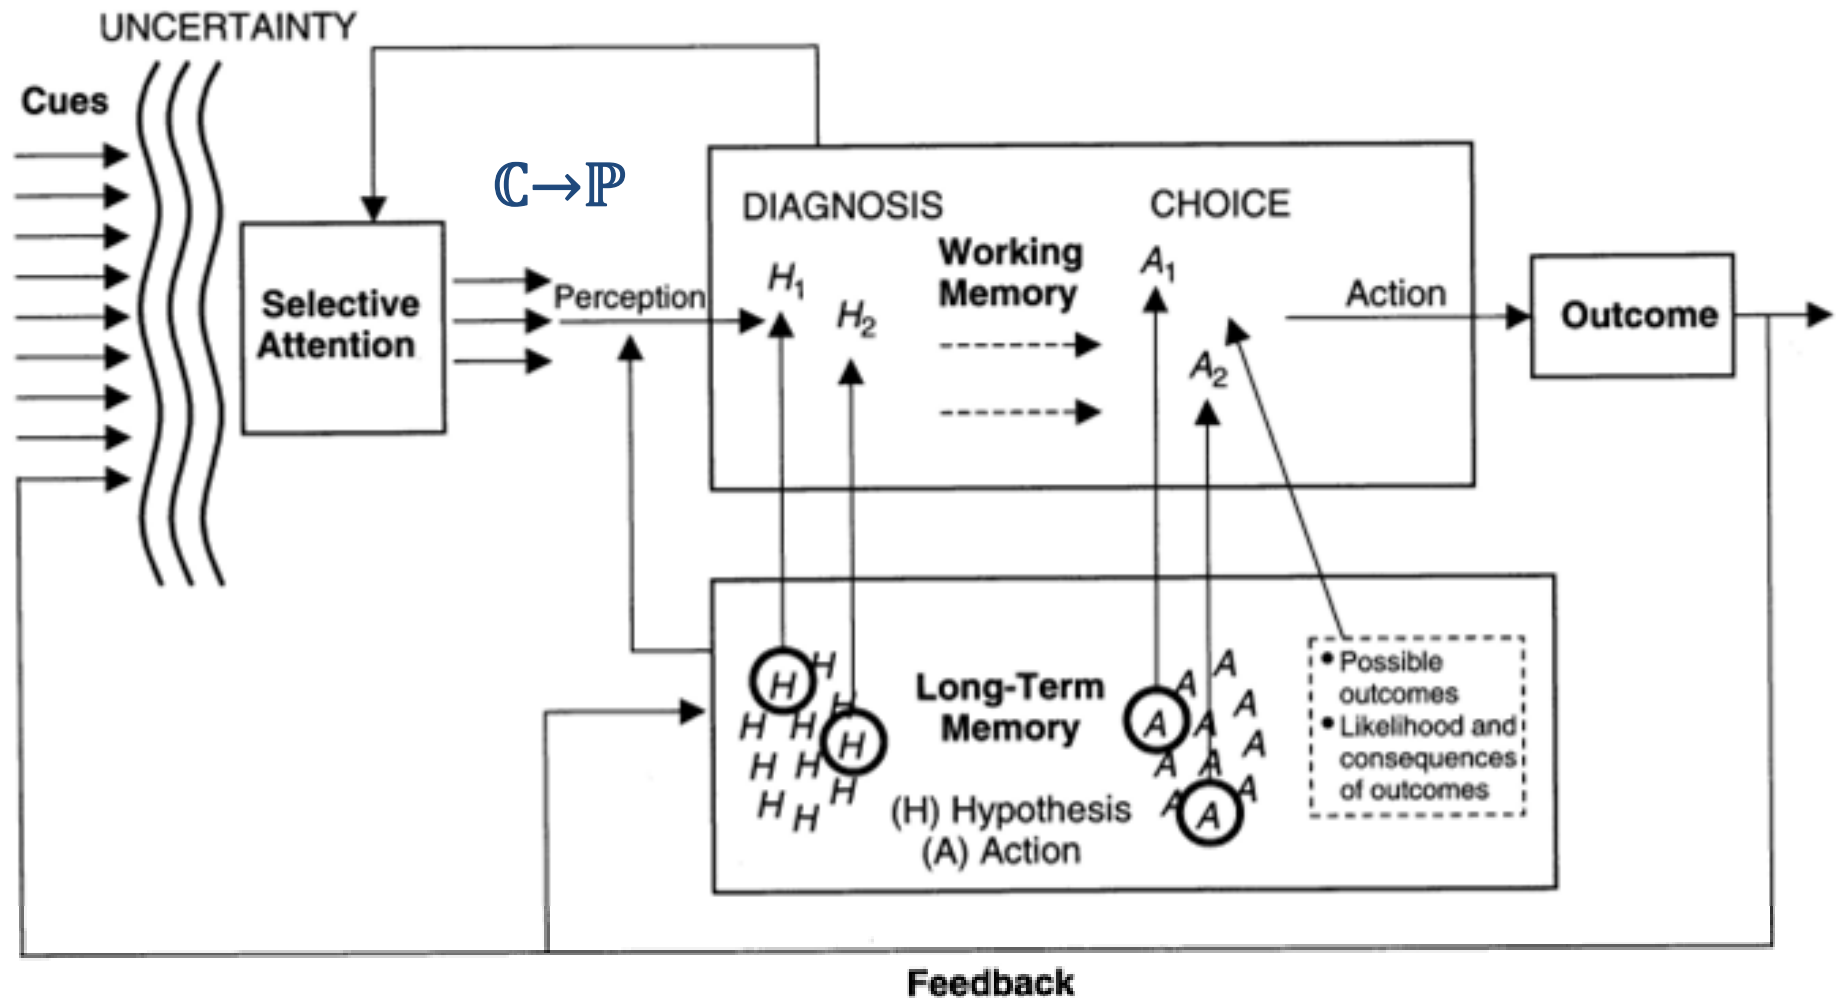 UNCERTAINTY
Cues
ℂ→ℙ
Selective
Attention
Perception
DIAGNOSIS
CHOICE
Working
Memory
H₁
H₂
A₁
A₂
Action
Outcome
H
H
H
H
H
H
H
H
H
H
H
Long-Term
Memory
(H) Hypothesis
(A) Action
A
A
A
A
A
A
A
A
A
A
A
• Possible
outcomes
• Likelihood and
consequences
of outcomes
Feedback